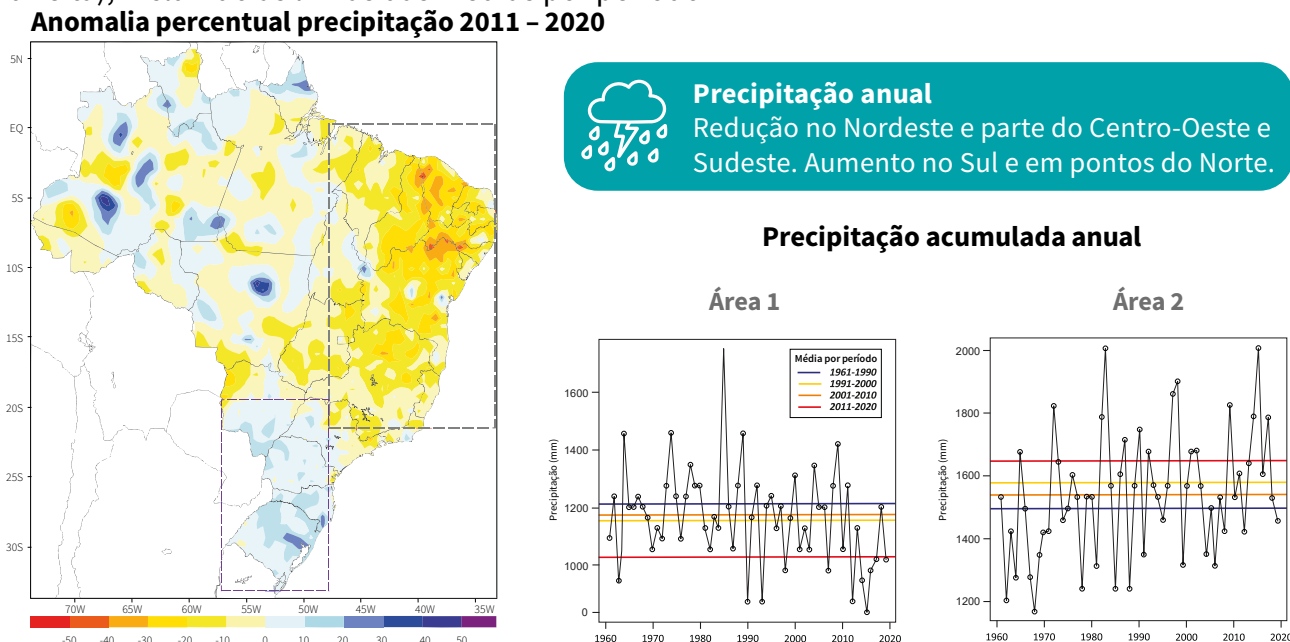 Anomalia percentual precipitação 2011 – 2020
5N
EQ
5S
10S
15S
20S
25S
30S
70W
65W
60W
55W
50W
45W
40W
35W
-50
-40
-30
-20
-10
0
10
20
30
40
50
Precipitação anual
Redução no Nordeste e parte do Centro-Oeste e
Sudeste. Aumento no Sul e em pontos do Norte.
Precipitação acumulada anual
Área 1
Precipitação (mm)
1600
1400
1200
1000
0
1960
1970
1980
1990
2000
2010
2020
Média por período
1961-1990
1991-2000
2001-2010
2011-2020
Área 2
Precipitação (mm)
2000
1800
1600
1400
1200
1960
1970
1980
1990
2000
2010